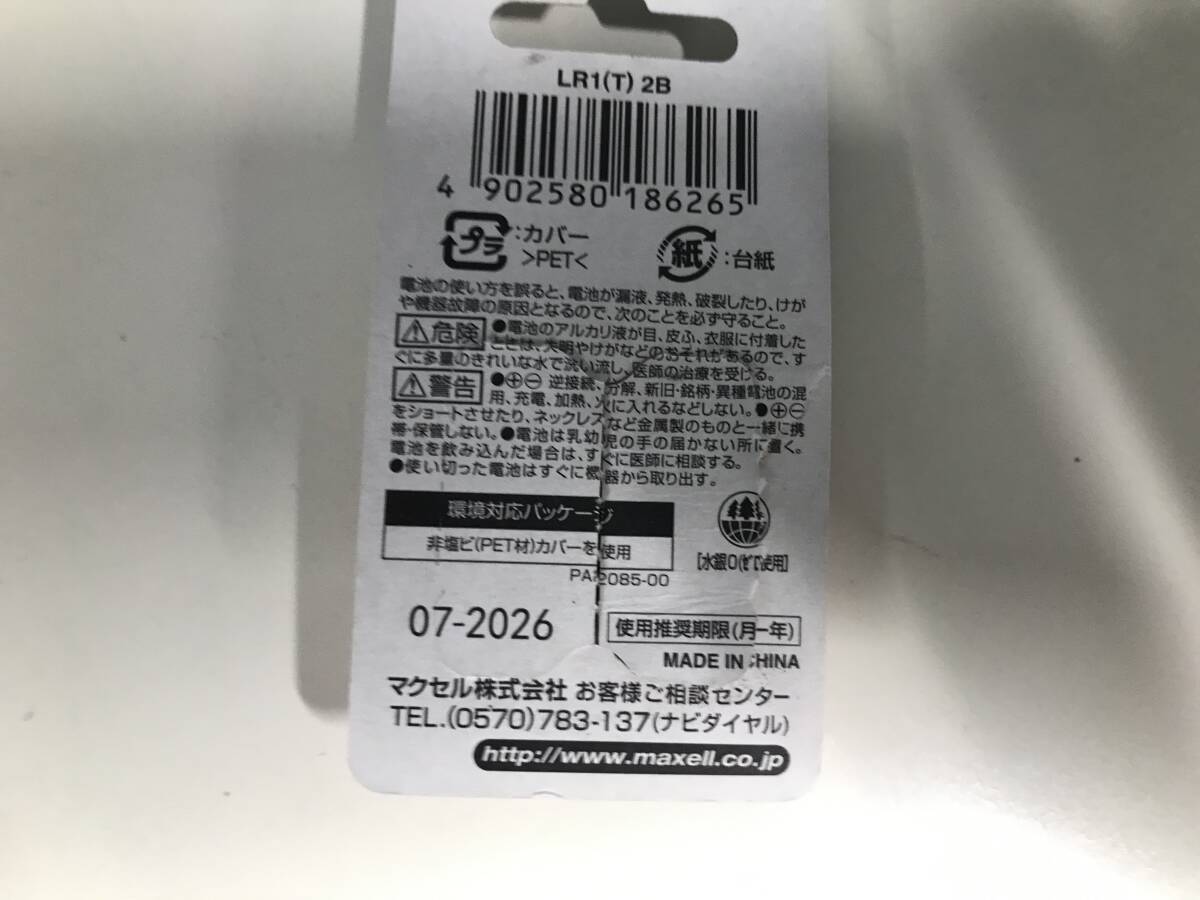 LR1(T) 2B
4 902580 186265
プラ :カバー
>PET<
紙 :台紙
電池の使い方を誤ると、電池が漏液、発熱、破裂したり、けが
や機器故障の原因となるので、次のことを必ず守ること。
危険 ●電池のアルカリ液が目、皮ふ、衣服に付着した
ときは、失明やけがなどのおそれがあるので、す
ぐに多量のきれいな水で洗い流し、医師の治療を受ける。
警告 ●⊕⊖ 逆接続、分解、新旧・銘柄・異種電池の混
用、充電、加熱、火に入れるなどしない。●⊕⊖
をショートさせたり、ネックレスなど金属製のものと一緒に携
帯・保管しない。●電池は乳幼児の手の届かない所に置く。
電池を飲み込んだ場合は、すぐに医師に相談する。
●使い切った電池はすぐに機器から取り出す。
環境対応パッケージ
非塩ビ(PET材)カバーを使用
[水銀0(ゼロ)使用]
PA2085-00
07-2026 使用推奨期限(月-年)
MADE IN CHINA
マクセル株式会社 お客様ご相談センター
TEL.(0570)783-137(ナビダイヤル)
http://www.maxell.co.jp